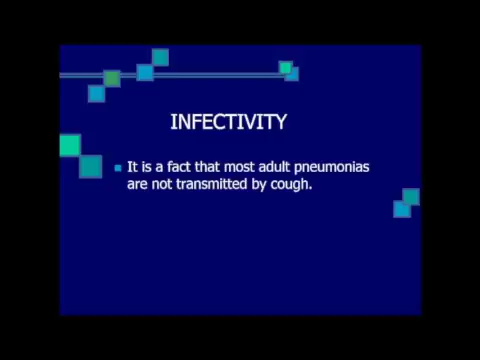 INFECTIVITY
It is a fact that most adult pneumonias
are not transmitted by cough.